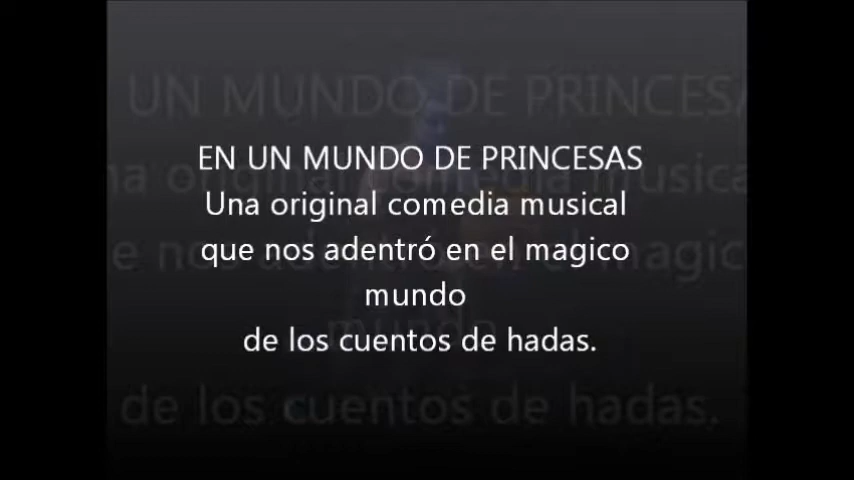 EN UN MUNDO DE PRINCESAS
Una original comedia musical
que nos adentró en el magico
mundo
de los cuentos de hadas.